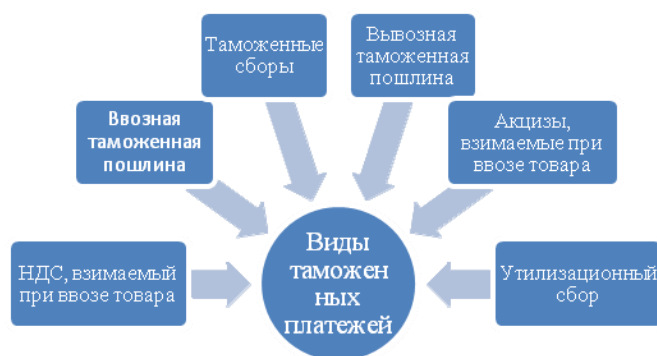 Таможенные
сборы
Вывозная
таможенная
пошлина
Ввозная
таможенная
пошлина
Акцизы,
взимаемые при
ввозе товара
НДС, взимаемый
при ввозе товара
Виды
таможен
ных
платежей
Утилизационный
сбор